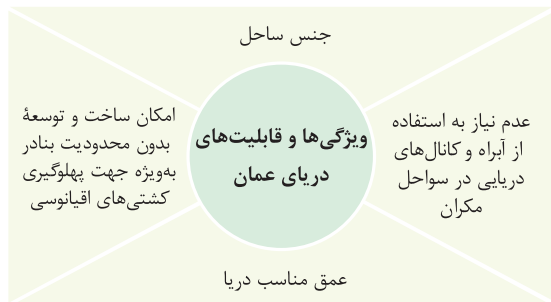 جنس ساحل
ویژگی‌ها و قابلیت‌های
دریای عمان
عدم نیاز به استفاده
از آبراه و کانال‌های
دریایی در سواحل
مکران
امکان ساخت و توسعهٔ
بدون محدودیت بنادر
به‌ویژه جهت پهلوگیری
کشتی‌های اقیانوسی
عمق مناسب دریا